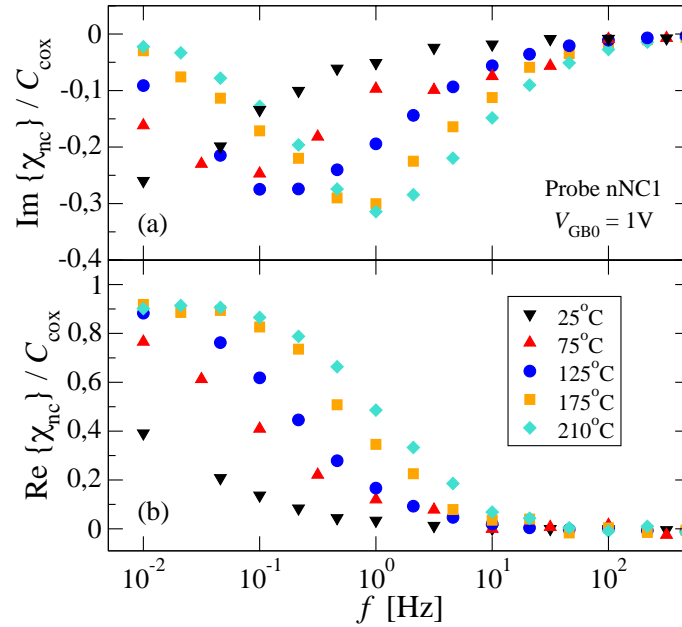 Im {χnc} / Ccox
0
-0,1
-0,2
-0,3
-0,4
(a)
Probe nNC1
VGB0 = 1V
Re {χnc} / Ccox
1
0,8
0,6
0,4
0,2
0
(b)
25°C
75°C
125°C
175°C
210°C
10⁻² 10⁻¹ 10⁰ 10¹ 10²
f [Hz]